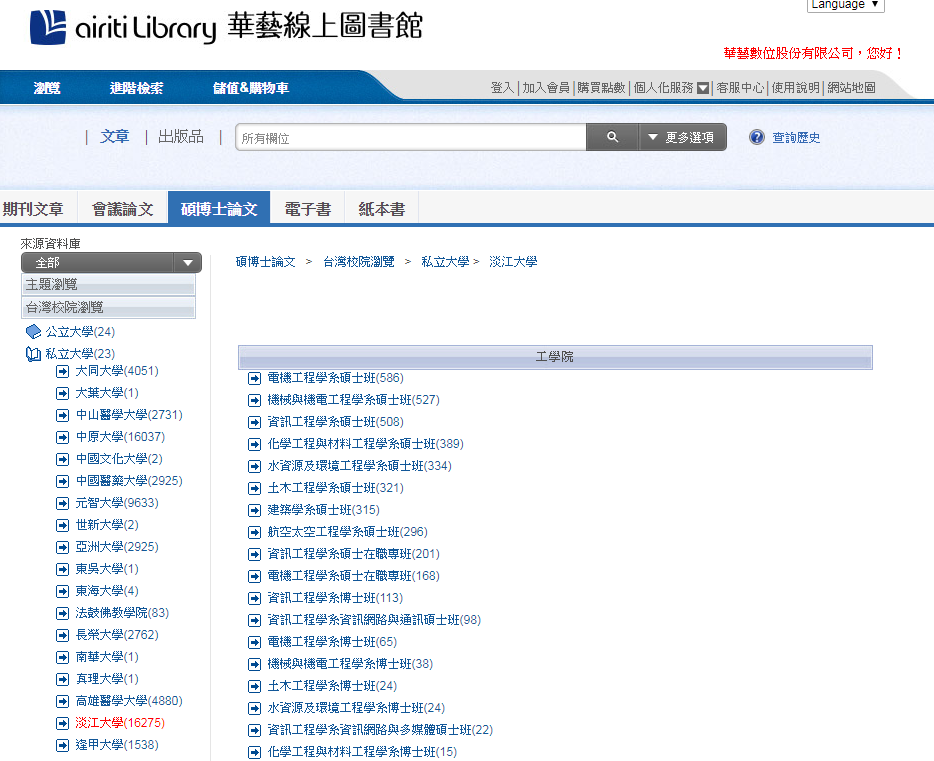 Language ▼
airiti Library 華藝線上圖書館
華藝數位股份有限公司，您好！
瀏覽 進階檢索 儲值&購物車
登入|加入會員|購買點數|個人化服務|客服中心|使用說明|網站地圖
| 文章 | 出版品 | 所有欄位 ▼ 更多選項 ? 查詢歷史
期刊文章 會議論文 碩博士論文 電子書 紙本書
來源資料庫
全部
主題瀏覽
台灣校院瀏覽
公立大學(24)
私立大學(23)
大同大學(4051)
大葉大學(1)
中山醫學大學(2731)
中原大學(16037)
中國文化大學(2)
中國醫藥大學(2925)
元智大學(9633)
世新大學(2)
亞洲大學(2925)
東吳大學(1)
東海大學(4)
法鼓佛教學院(83)
長榮大學(2762)
南華大學(1)
真理大學(1)
高雄醫學大學(4880)
淡江大學(16275)
逢甲大學(1538)
碩博士論文 > 台灣校院瀏覽 > 私立大學 > 淡江大學
工學院
電機工程學系碩士班(586)
機械與機電工程學系碩士班(527)
資訊工程學系碩士班(508)
化學工程與材料工程學系碩士班(389)
水資源及環境工程學系碩士班(334)
土木工程學系碩士班(321)
建築學系碩士班(315)
航空太空工程學系碩士班(296)
資訊工程學系碩士在職專班(201)
電機工程學系碩士在職專班(168)
資訊工程學系博士班(113)
資訊工程學系資訊網路與通訊碩士班(98)
電機工程學系博士班(65)
機械與機電工程學系博士班(38)
土木工程學系博士班(24)
水資源及環境工程學系博士班(24)
資訊工程學系資訊網路與多媒體碩士班(22)
化學工程與材料工程學系博士班(15)